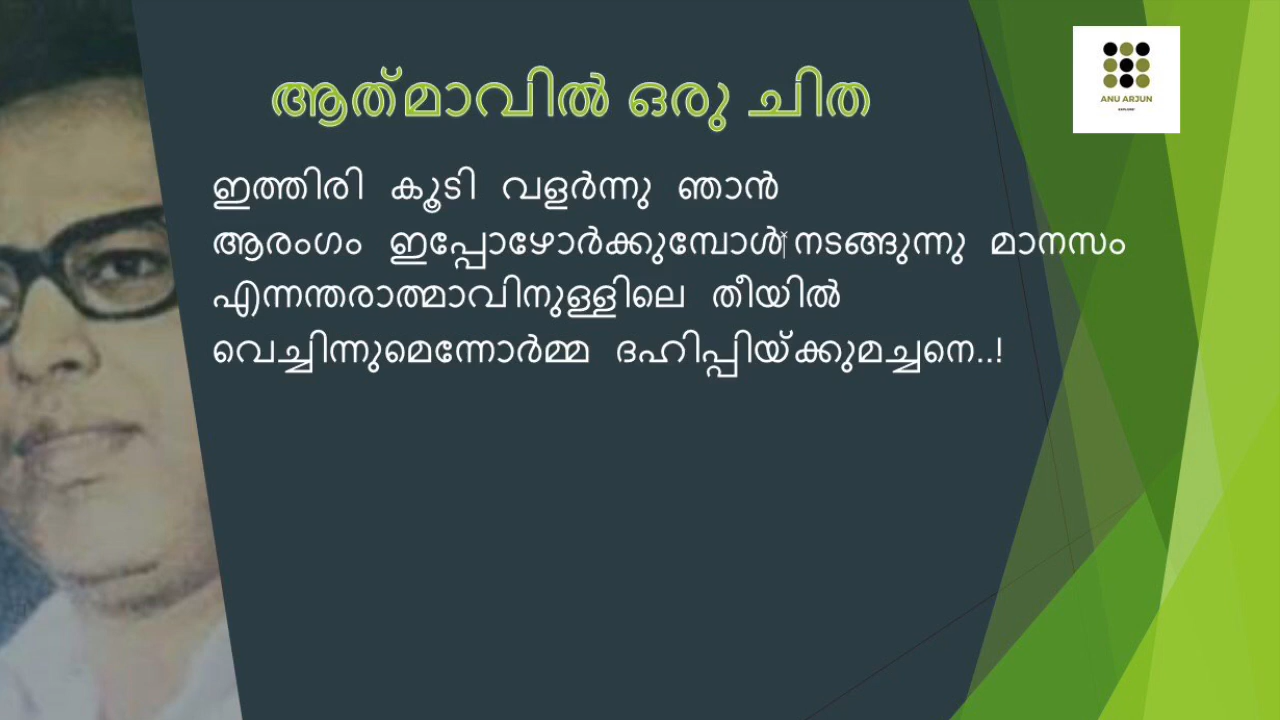 ആത്മാവിൽ ഒരു ചിത
ANU ARJUN
ഇത്തിരി കൂടി വളർന്നു ഞാൻ
ആരംഗം ഇപ്പോഴോർക്കുമ്പോൾ നടങ്ങുന്നു മാനസം
എന്നന്തരാത്മാവിനുള്ളിലെ തീയിൽ
വെച്ചിന്നുമെന്നോർമ്മ ദഹിപ്പിയ്ക്കുമച്ചനെ..!